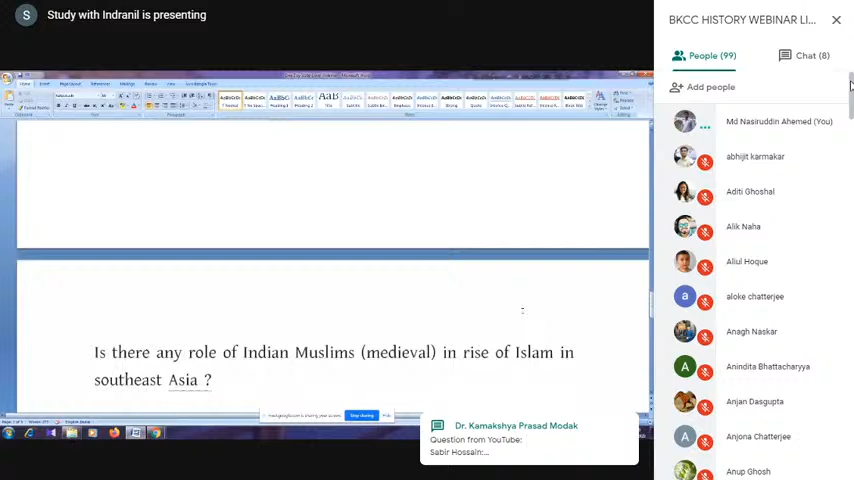 S
Study with Indranil is presenting
BKCC HISTORY WEBINAR LI...
People (99)
Chat (8)
Add people
Md Nasiruddin Ahemed (You)
abhijit karmakar
Aditi Ghoshal
Alik Naha
Aliul Hoque
a
aloke chatterjee
Anagh Naskar
A
Anindita Bhattacharyya
Anjan Dasgupta
A
Anjona Chatterjee
Anup Ghosh
Is there any role of Indian Muslims (medieval) in rise of Islam in
southeast Asia ?
Stop sharing
Hide
Dr. Kamakshya Prasad Modak
Question from YouTube:
Sabir Hossain:...